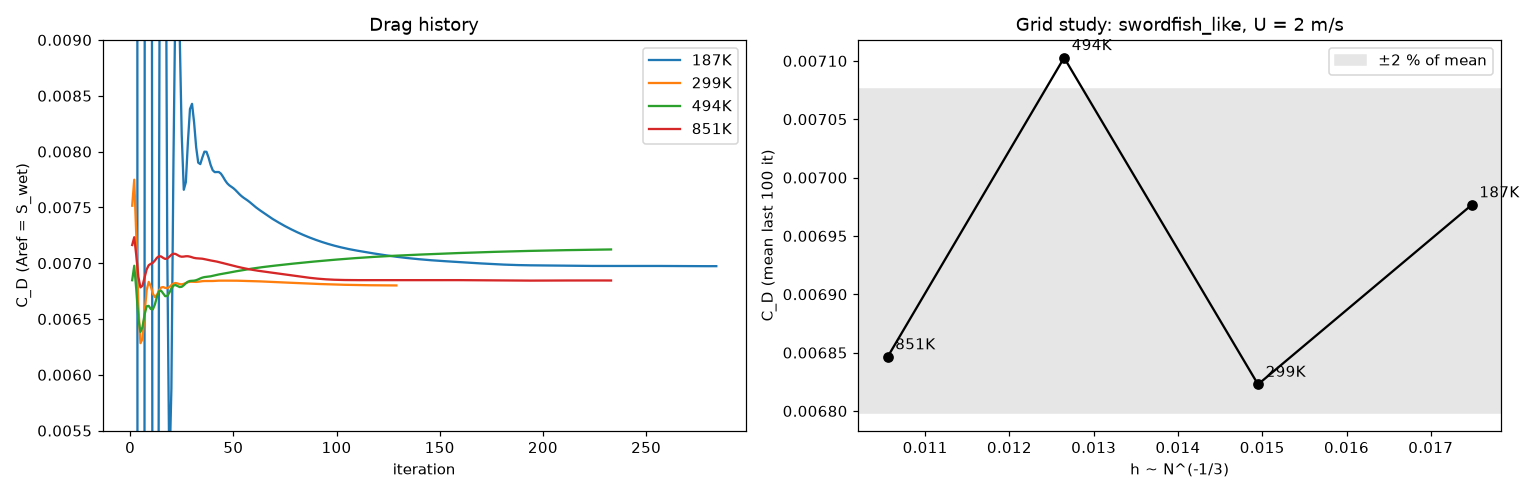 Drag history
C_D (Aref = S_wet)
0.0090
0.0085
0.0080
0.0075
0.0070
0.0065
0.0060
0.0055
0
50
100
150
200
250
iteration
187K
299K
494K
851K
Grid study: swordfish_like, U = 2 m/s
C_D (mean last 100 it)
0.00710
0.00705
0.00700
0.00695
0.00690
0.00685
0.00680
0.011
0.012
0.013
0.014
0.015
0.016
0.017
h ~ N^(-1/3)
±2 % of mean
494K
187K
851K
299K